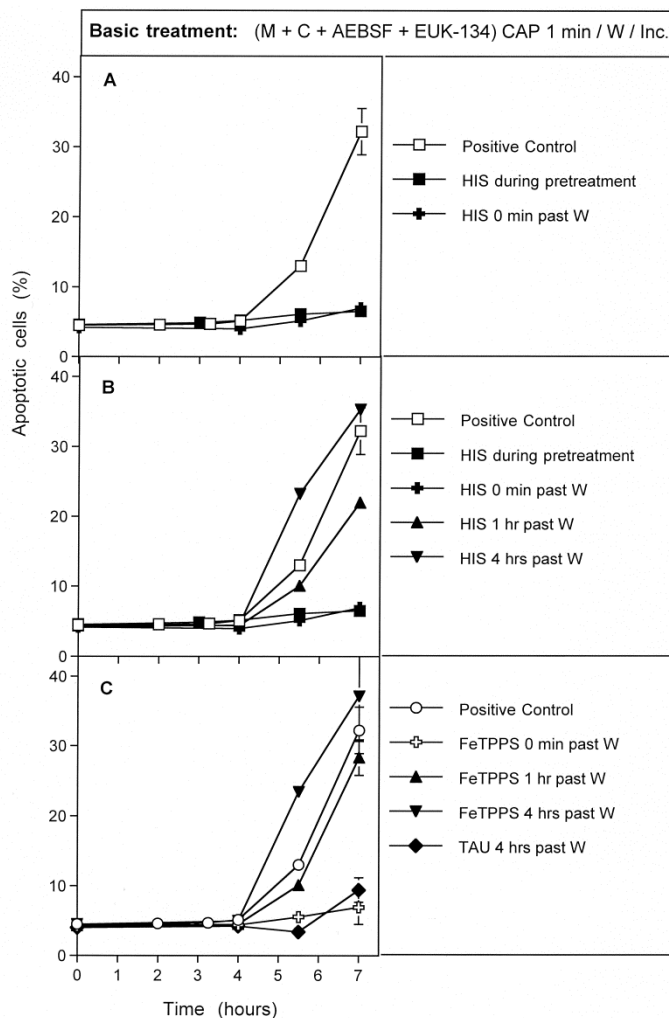 Basic treatment: (M + C + AEBSF + EUK-134) CAP 1 min / W / Inc.
A
40
30
20
10
0
Positive Control
HIS during pretreatment
HIS 0 min past W
Apoptotic cells (%)
B
40
30
20
10
0
Positive Control
HIS during pretreatment
HIS 0 min past W
HIS 1 hr past W
HIS 4 hrs past W
C
40
30
20
10
0
Positive Control
FeTPPS 0 min past W
FeTPPS 1 hr past W
FeTPPS 4 hrs past W
TAU 4 hrs past W
0 1 2 3 4 5 6 7
Time (hours)